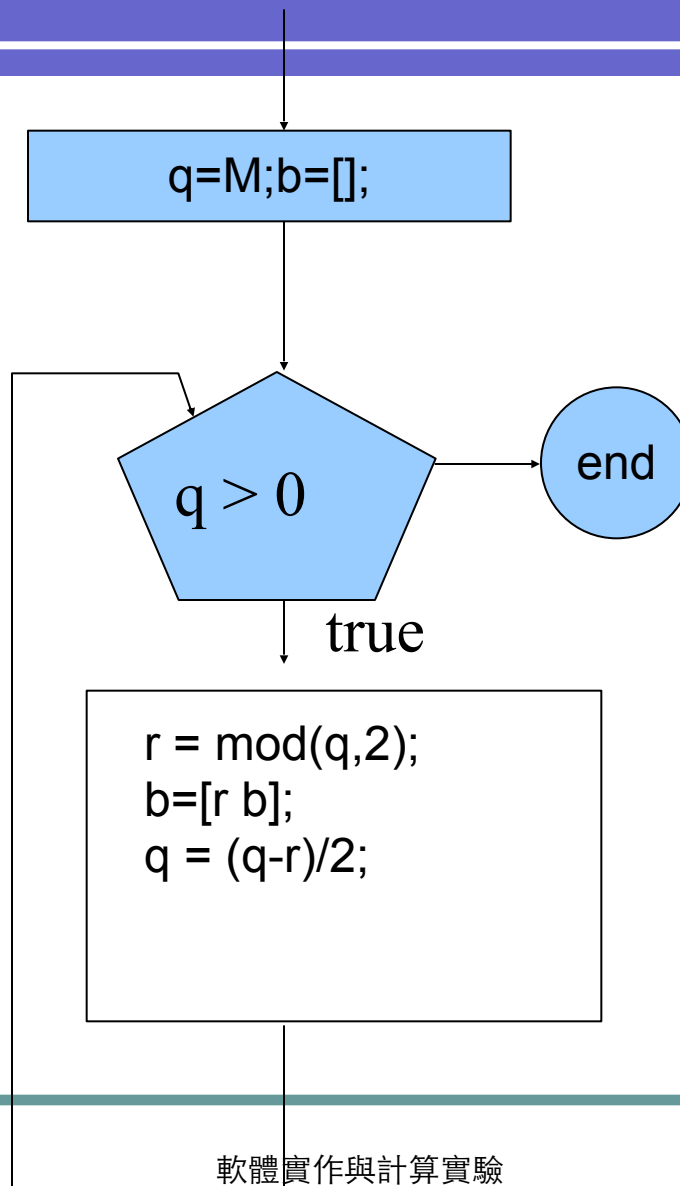 q=M;b=[];
q > 0
end
true
r = mod(q,2);
b=[r b];
q = (q-r)/2;
軟體實作與計算實驗